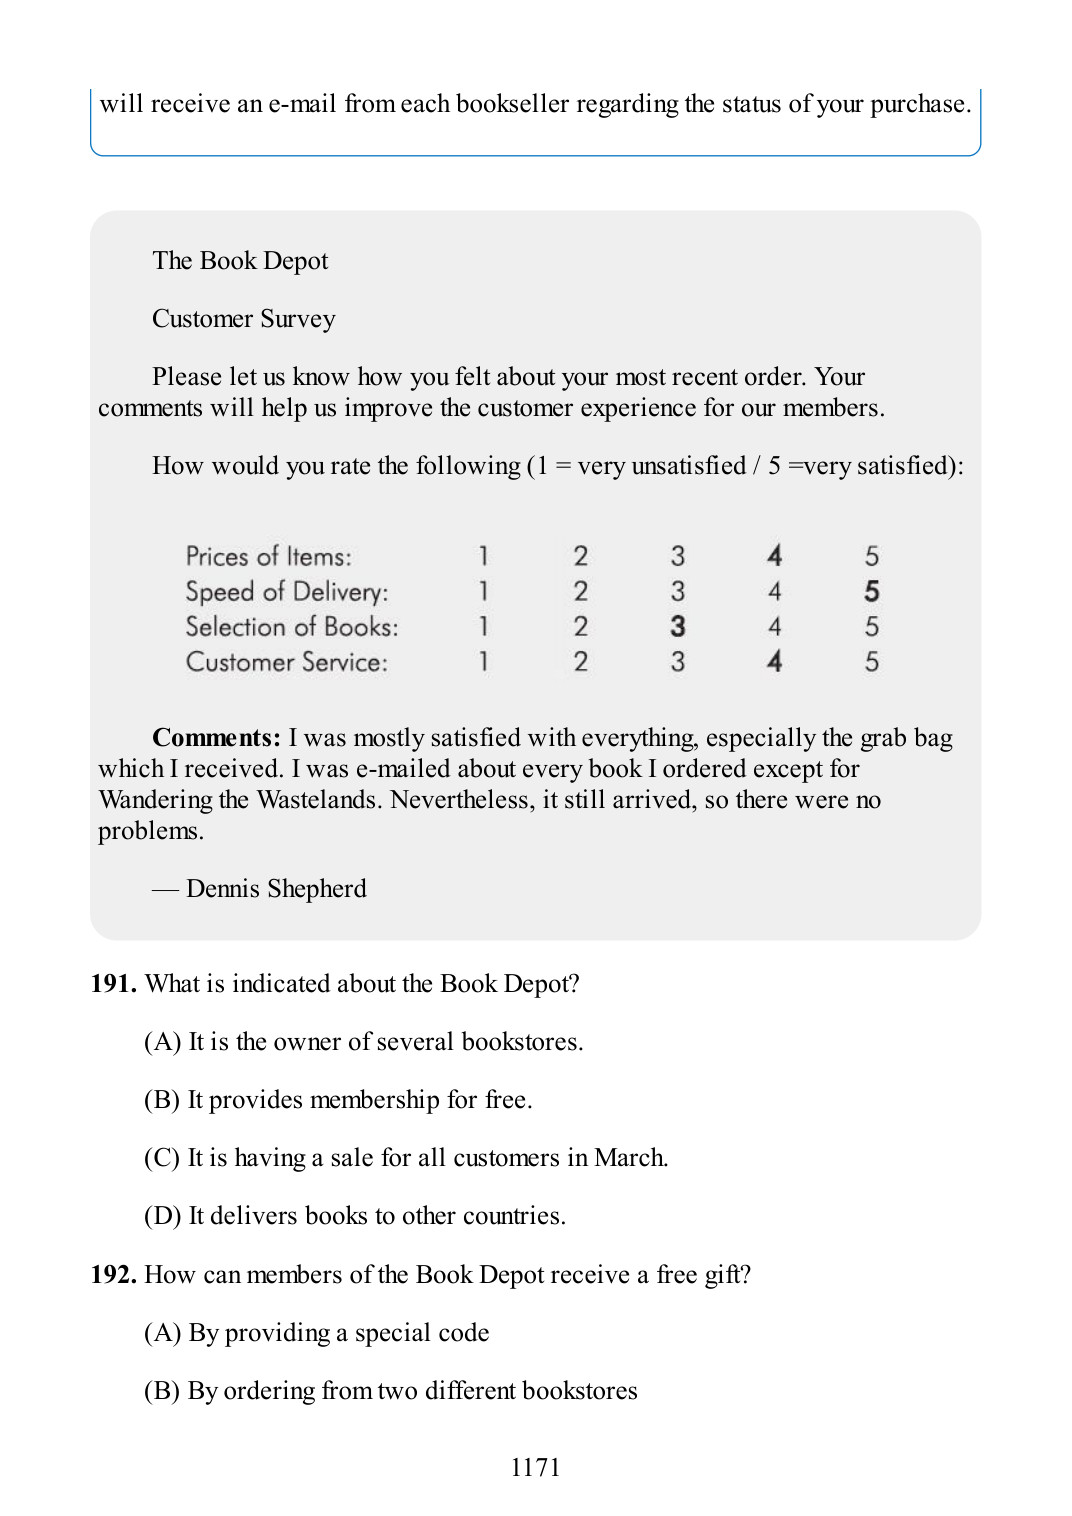 will receive an e-mail from each bookseller regarding the status of your purchase.
The Book Depot
Customer Survey
Please let us know how you felt about your most recent order. Your
comments will help us improve the customer experience for our members.
How would you rate the following (1 = very unsatisfied / 5 =very satisfied):
Prices of Items: 1 2 3 4 5
Speed of Delivery: 1 2 3 4 5
Selection of Books: 1 2 3 4 5
Customer Service: 1 2 3 4 5
Comments: I was mostly satisfied with everything, especially the grab bag
which I received. I was e-mailed about every book I ordered except for
Wandering the Wastelands. Nevertheless, it still arrived, so there were no
problems.
— Dennis Shepherd
191. What is indicated about the Book Depot?
(A) It is the owner of several bookstores.
(B) It provides membership for free.
(C) It is having a sale for all customers in March.
(D) It delivers books to other countries.
192. How can members of the Book Depot receive a free gift?
(A) By providing a special code
(B) By ordering from two different bookstores
1171